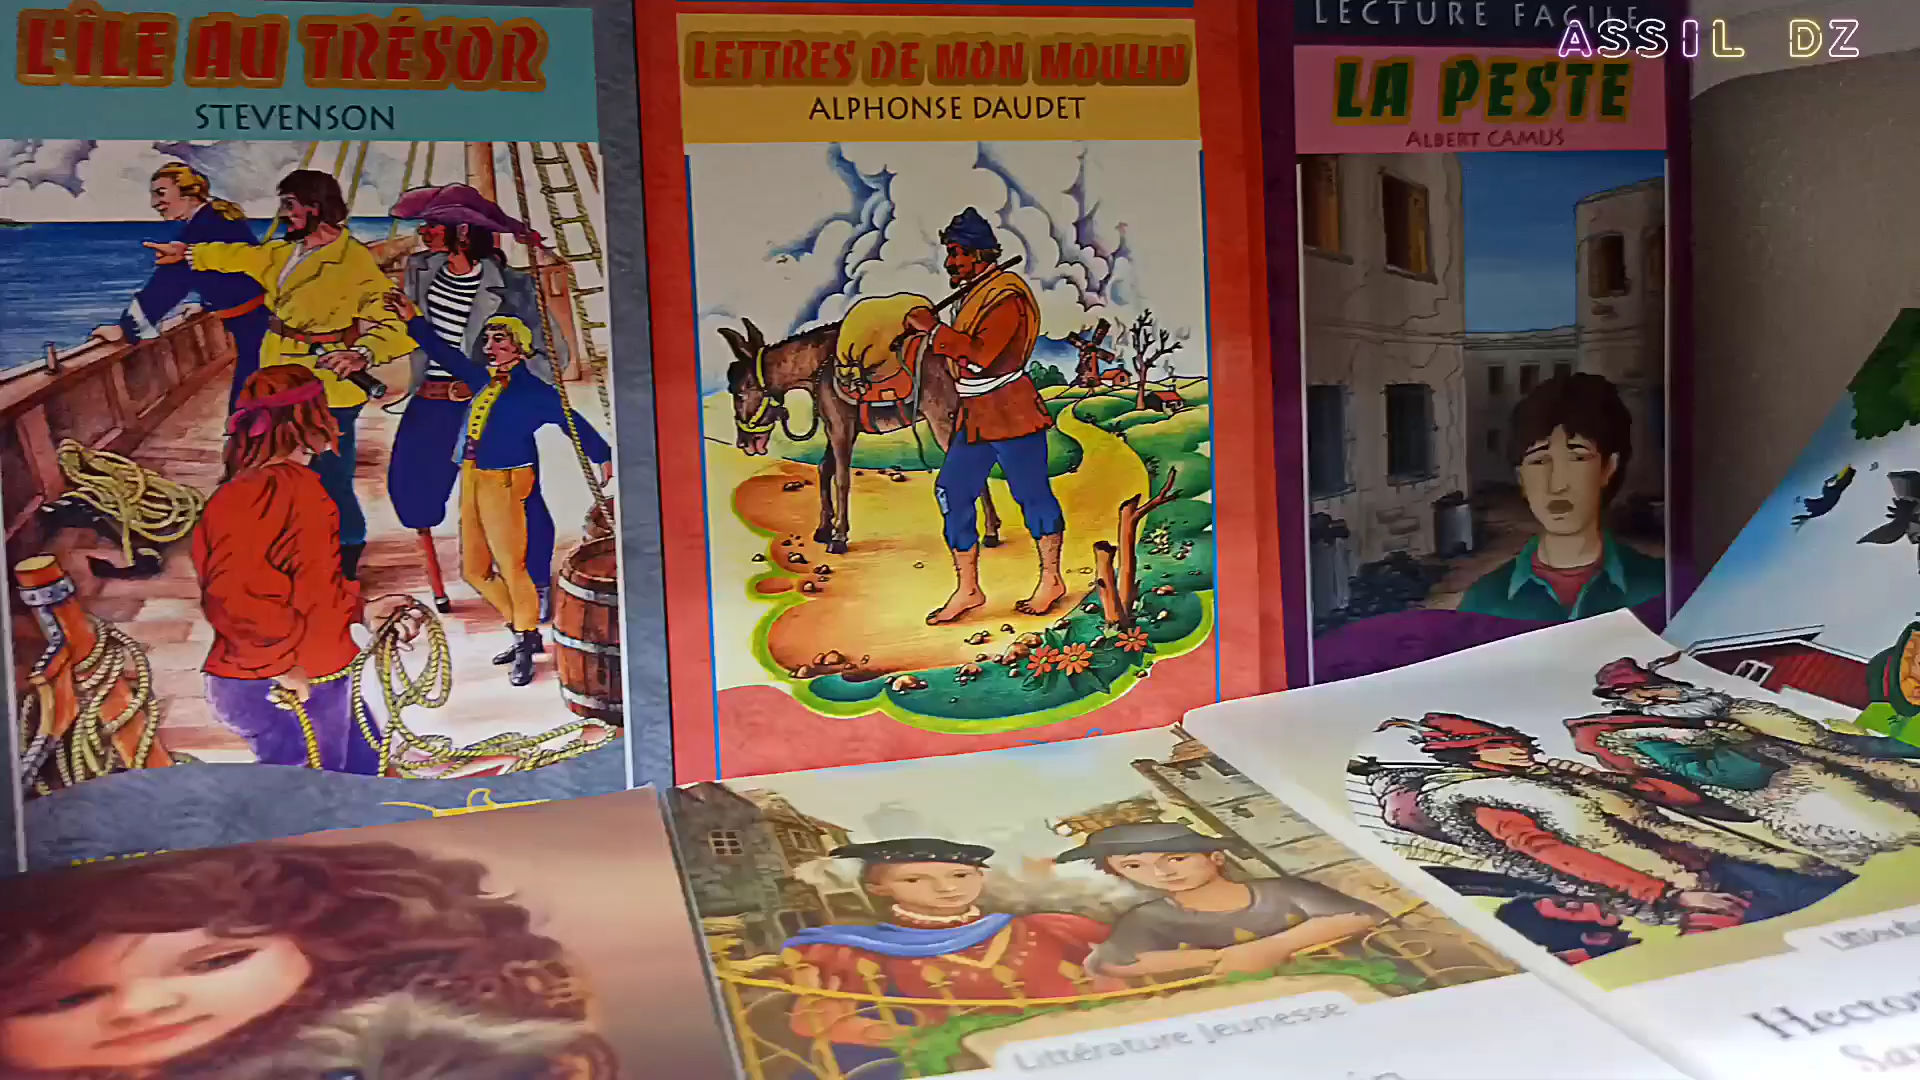 L'ÎLE AU TRÉSOR
STEVENSON
LETTRES DE MON MOULIN
ALPHONSE DAUDET
LECTURE FACILE
LA PESTE
ALBERT CAMUS
ASSIL DZ
Littérature Jeunesse